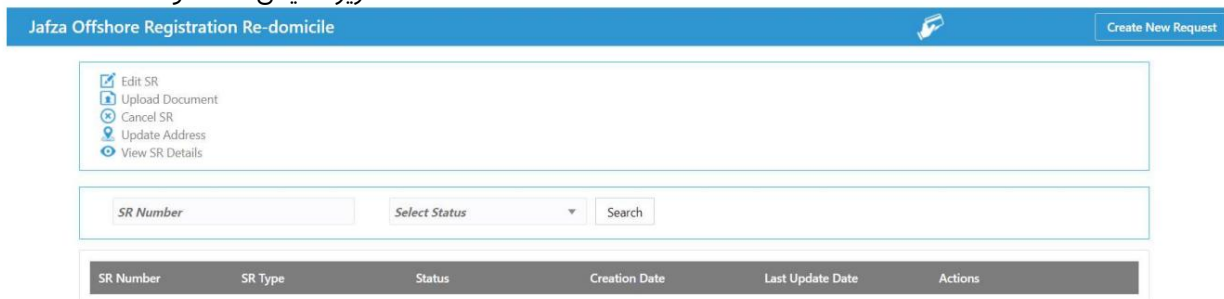 Jafza Offshore Registration Re-domicile
Create New Request
Edit SR
Upload Document
Cancel SR
Update Address
View SR Details
SR Number Select Status Search
SR Number SR Type Status Creation Date Last Update Date Actions